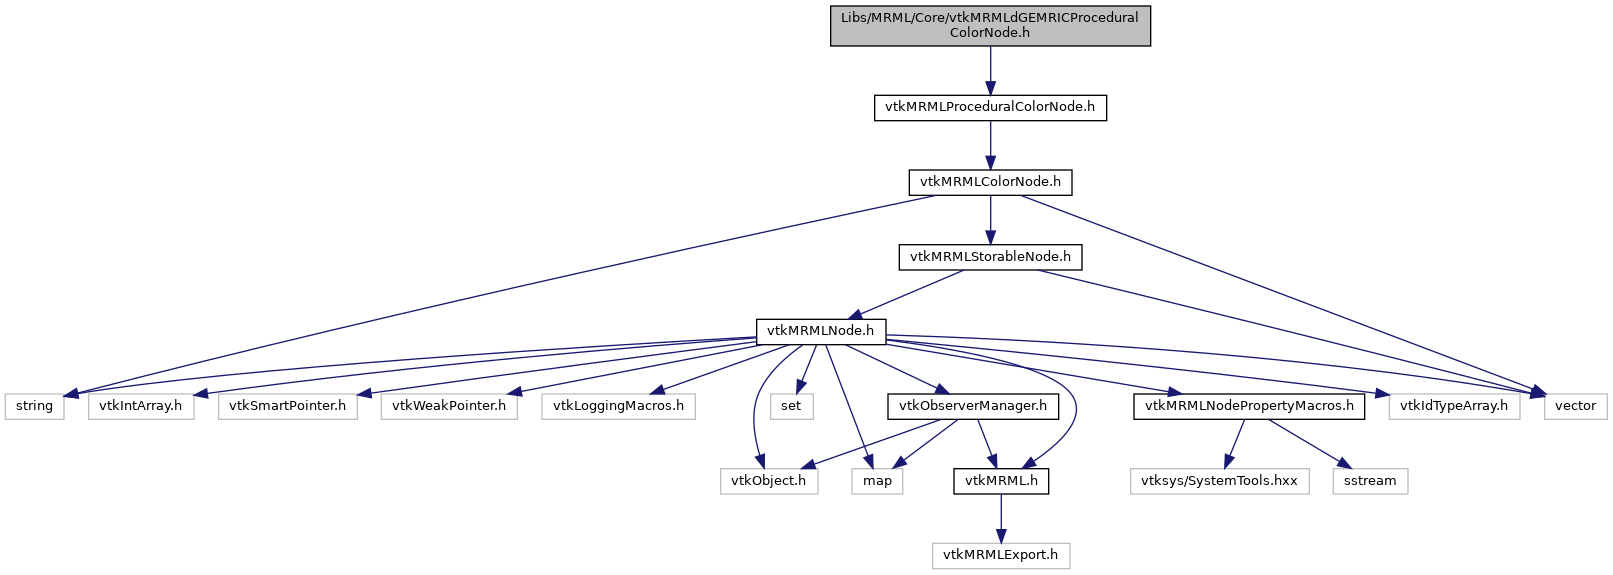 Libs/MRML/Core/vtkMRMLdGEMRICProcedural
ColorNode.h
vtkMRMLProceduralColorNode.h
vtkMRMLColorNode.h
vtkMRMLStorableNode.h
vtkMRMLNode.h
string
vtkIntArray.h
vtkSmartPointer.h
vtkWeakPointer.h
vtkLoggingMacros.h
set
vtkObserverManager.h
vtkMRMLNodePropertyMacros.h
vtkIdTypeArray.h
vector
vtkObject.h
map
vtkMRML.h
vtksys/SystemTools.hxx
sstream
vtkMRMLExport.h